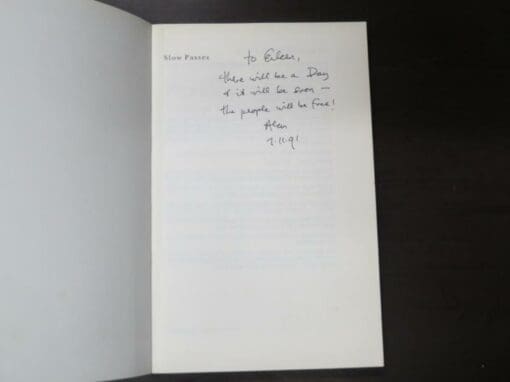 Slow Passes
to Eileen,
there will be a Day
& it will be soon —
the people will be free!
Alan
7.11.91